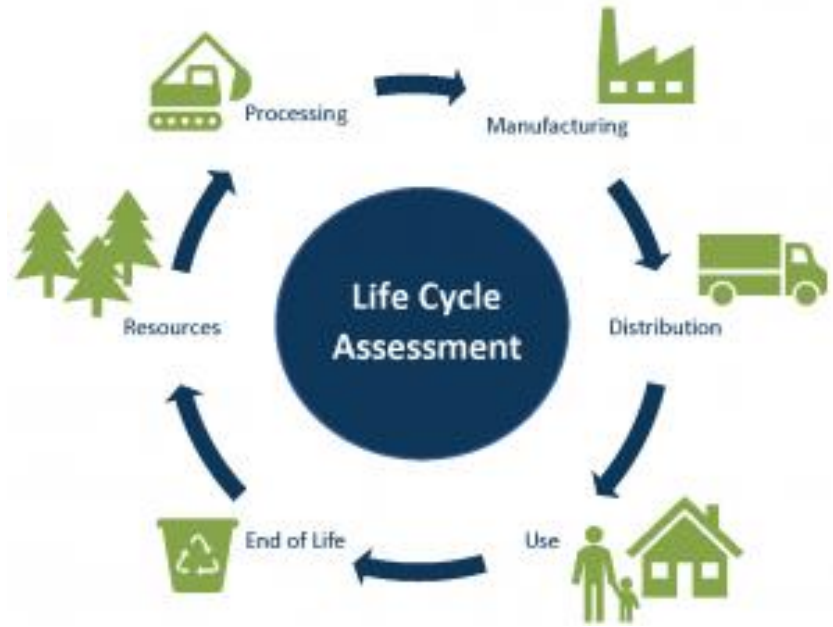 Processing
Manufacturing
Resources
Life Cycle
Assessment
Distribution
End of Life
Use